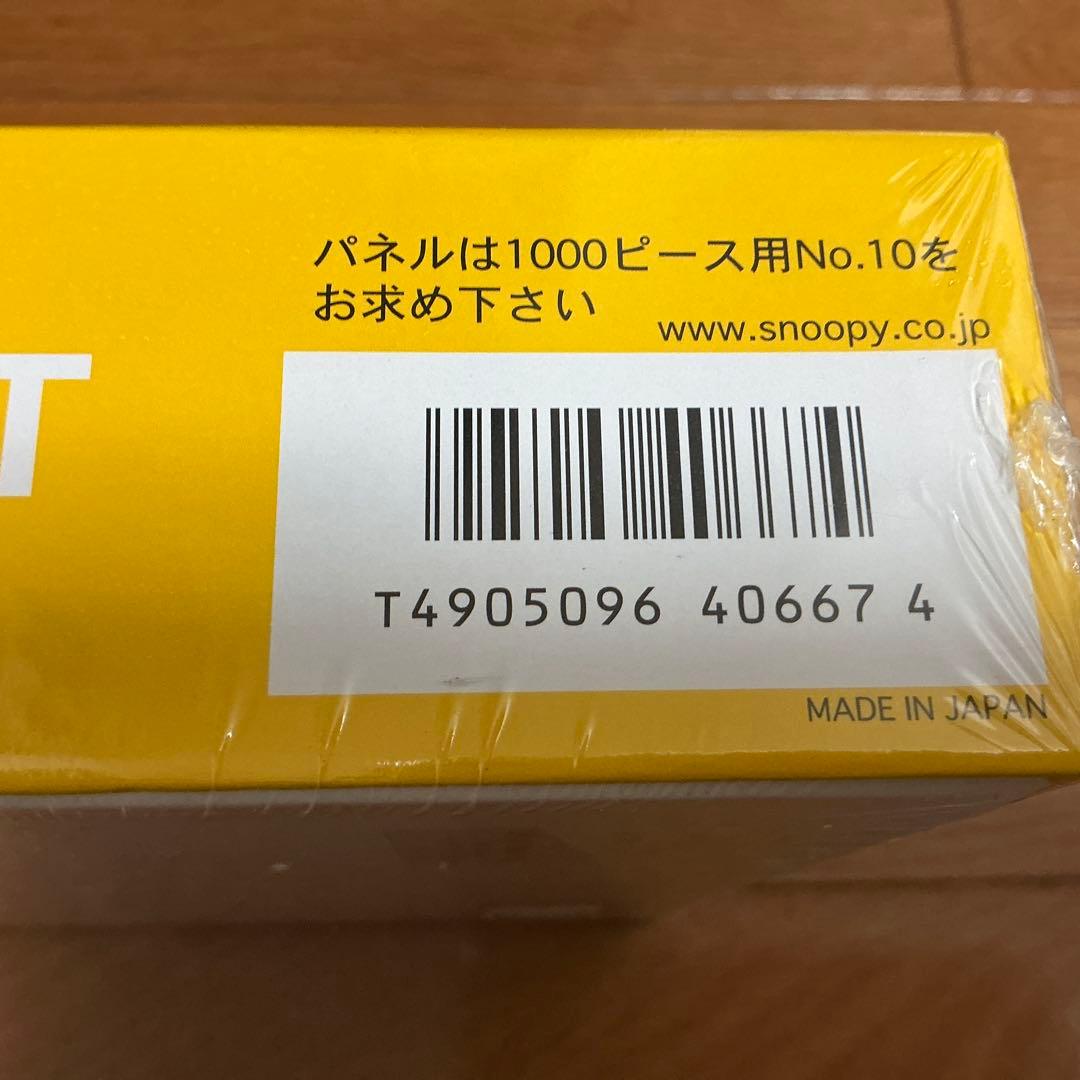 パネルは1000ピース用No.10を
お求め下さい
www.snoopy.co.jp
T
T4905096 40667 4
MADE IN JAPAN